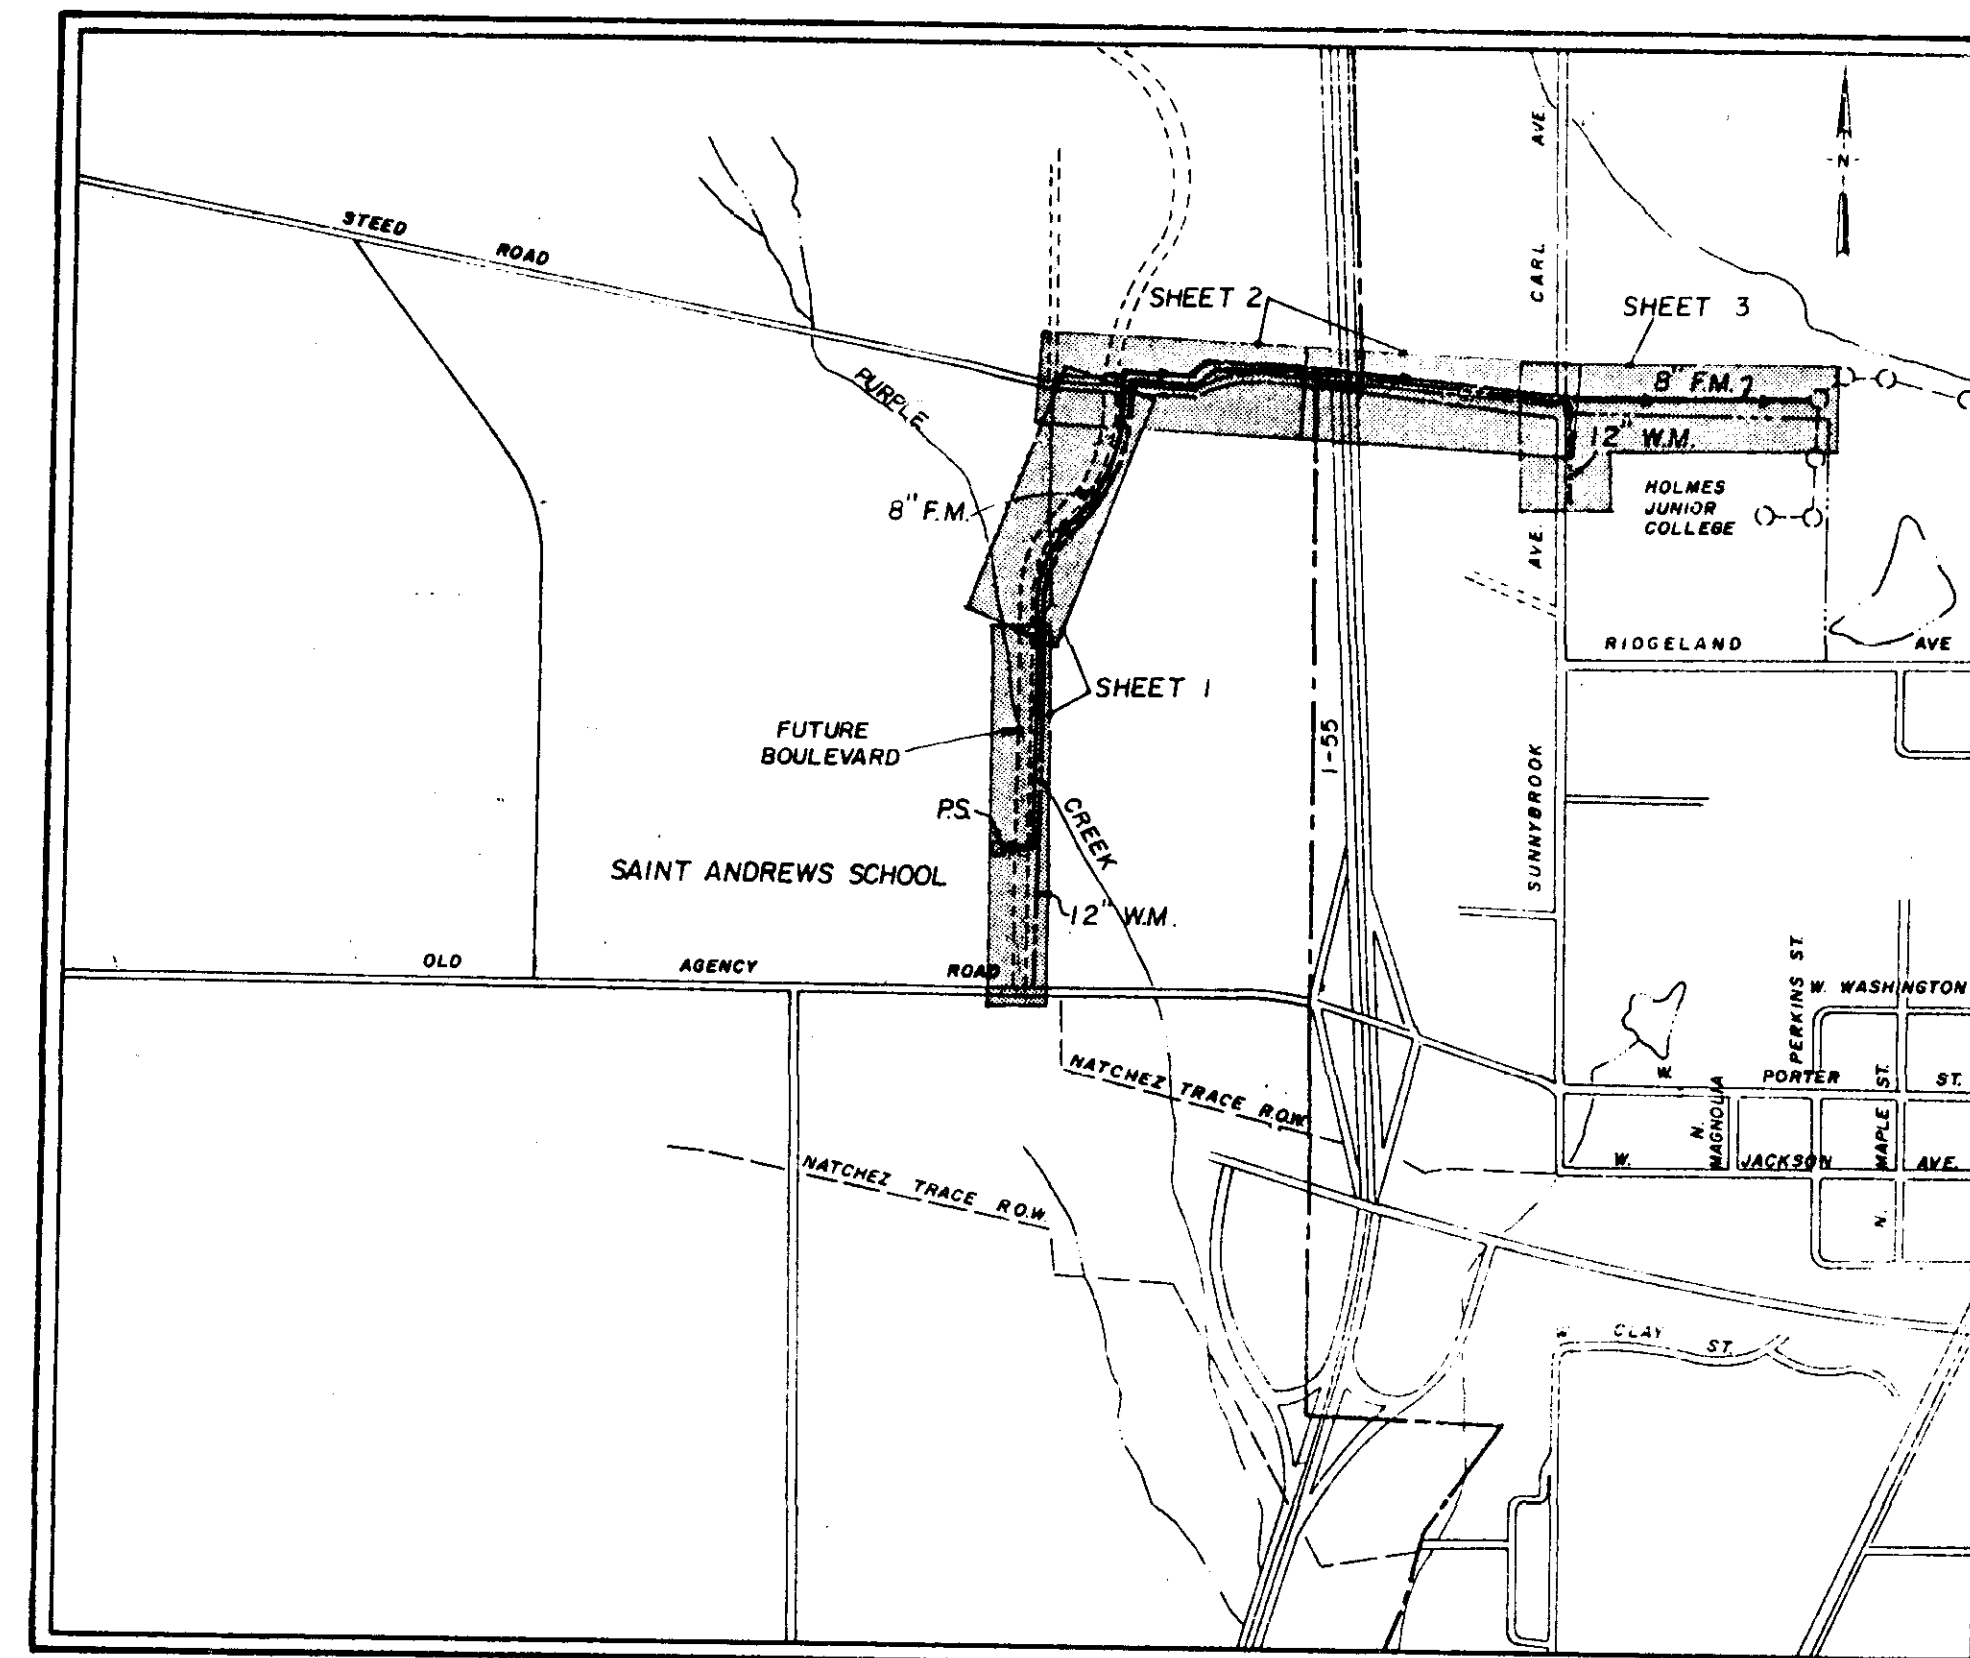 AVE.
CARL
N
STEED
ROAD
SHEET 2
SHEET 3
PURPLE
8" F.M.
12" W.M.
8" F.M.
HOLMES
JUNIOR
COLLEGE
AVE.
RIDGELAND AVE
SHEET 1
FUTURE
BOULEVARD
I-55
SUNNYBROOK
P.S.
CREEK
SAINT ANDREWS SCHOOL
12" W.M.
OLD AGENCY ROAD
PERKINS ST.
W. WASHINGTON
NATCHEZ TRACE R.O.W.
W. PORTER ST.
N.
MAGNOLIA
N. MAPLE ST.
W. JACKSON AVE.
NATCHEZ TRACE R.O.W.
W. CLAY ST.